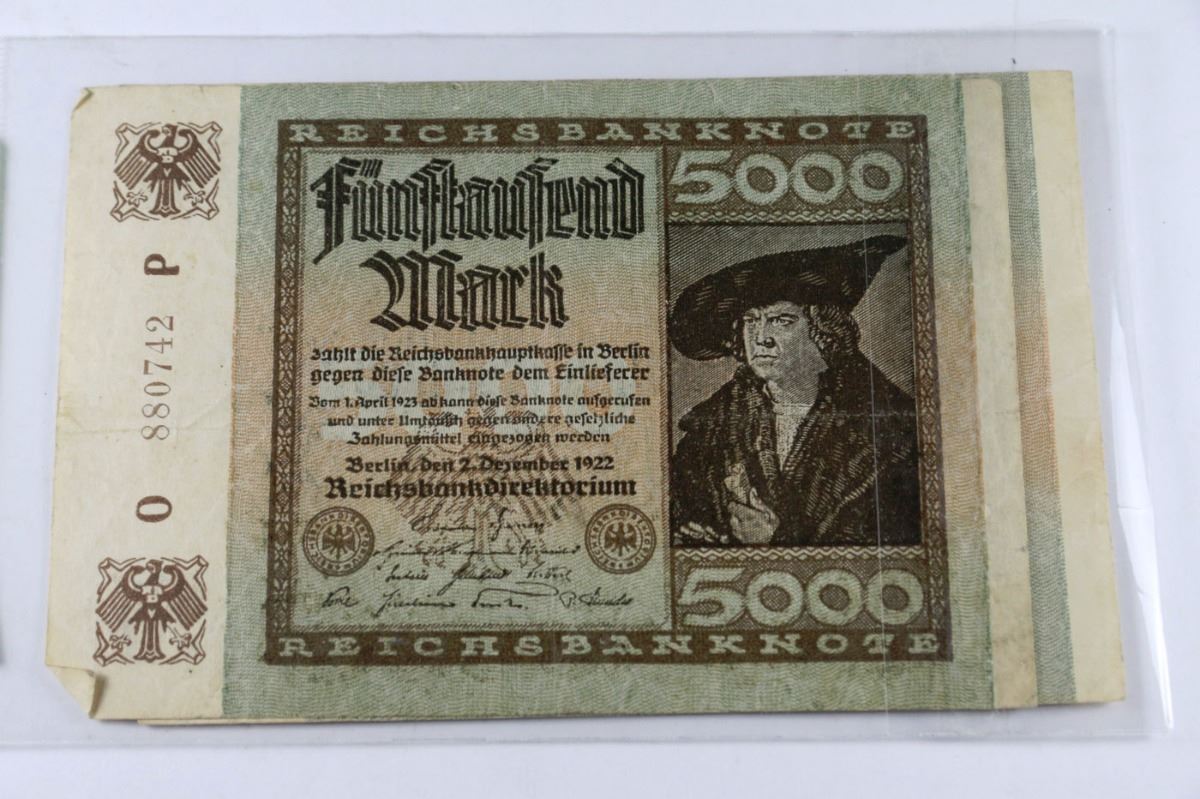 REICHSBANKNOTE
5000
Fünftausend
Mark
zahlt die Reichsbankhauptkasse in Berlin
gegen diese Banknote dem Einlieferer
Vom 1. April 1923 ab kann diese Banknote aufgerufen
und unter Umtausch gegen andere gesetzliche
Zahlungsmittel eingezogen werden
Berlin, den 2. Dezember 1922
Reichsbankdirektorium
5000
REICHSBANKNOTE
O 880742 P